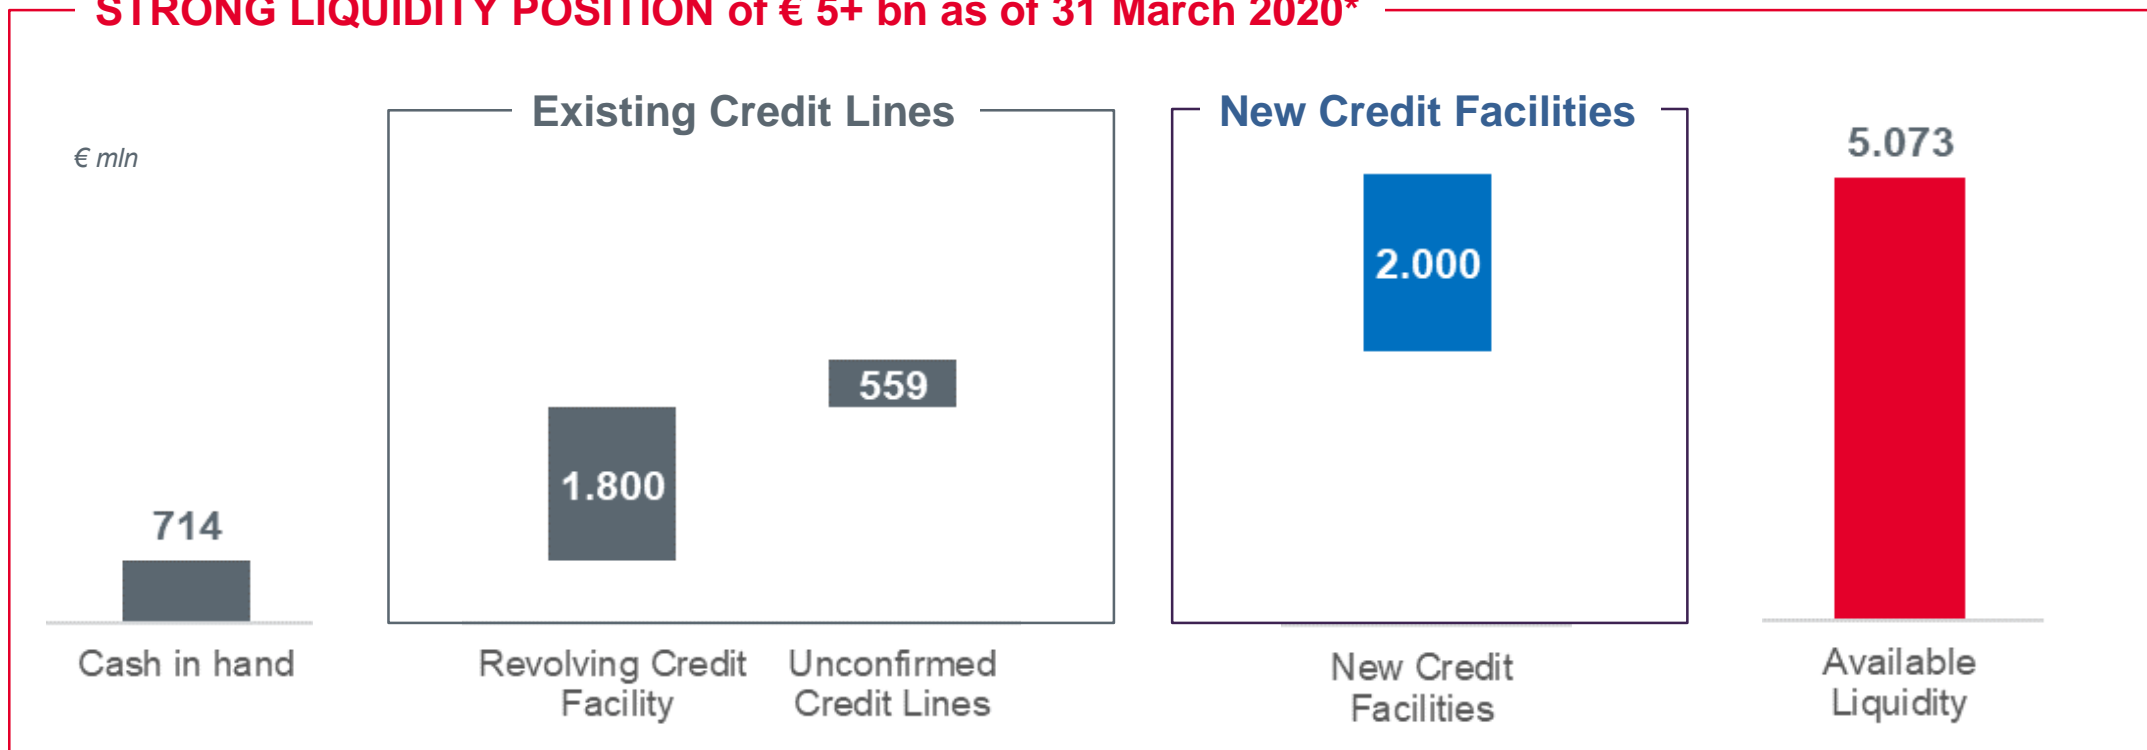 STRONG LIQUIDITY POSITION of € 5+ bn as of 31 March 2020*
Existing Credit Lines
New Credit Facilities
€ mln
5.073
2.000
559
1.800
714
Cash in hand
Revolving Credit
Facility
Unconfirmed
Credit Lines
New Credit
Facilities
Available
Liquidity